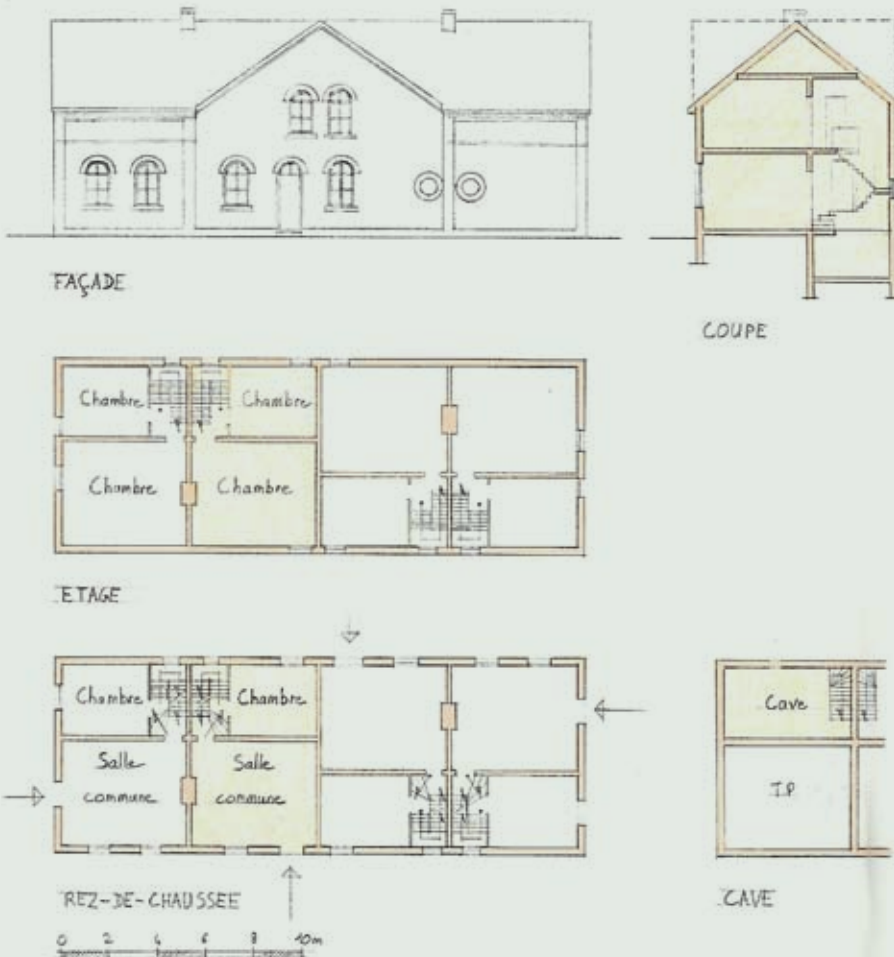 FAÇADE
COUPE
Chambre Chambre
Chambre Chambre
ETAGE
Chambre Chambre
Salle commune
Salle commune
REZ-DE-CHAUSSEE
0 2 4 6 8 10m
Cave
T.P
CAVE